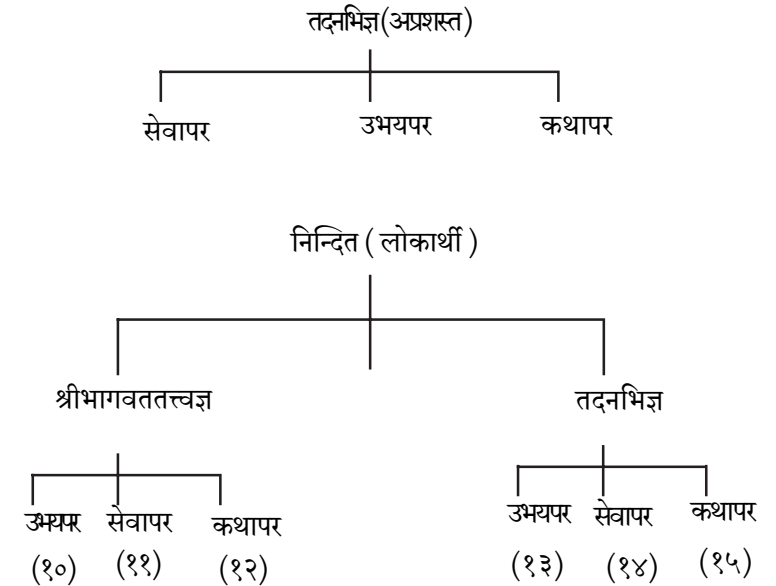 तदनभिज्ञ(अप्रशस्त)
सेवापर उभयपर कथापर
निन्दित ( लोकार्थी )
श्रीभागवततत्त्वज्ञ तदनभिज्ञ
उभयपर सेवापर कथापर उभयपर सेवापर कथापर
(१०) (११) (१२) (१३) (१४) (१५)